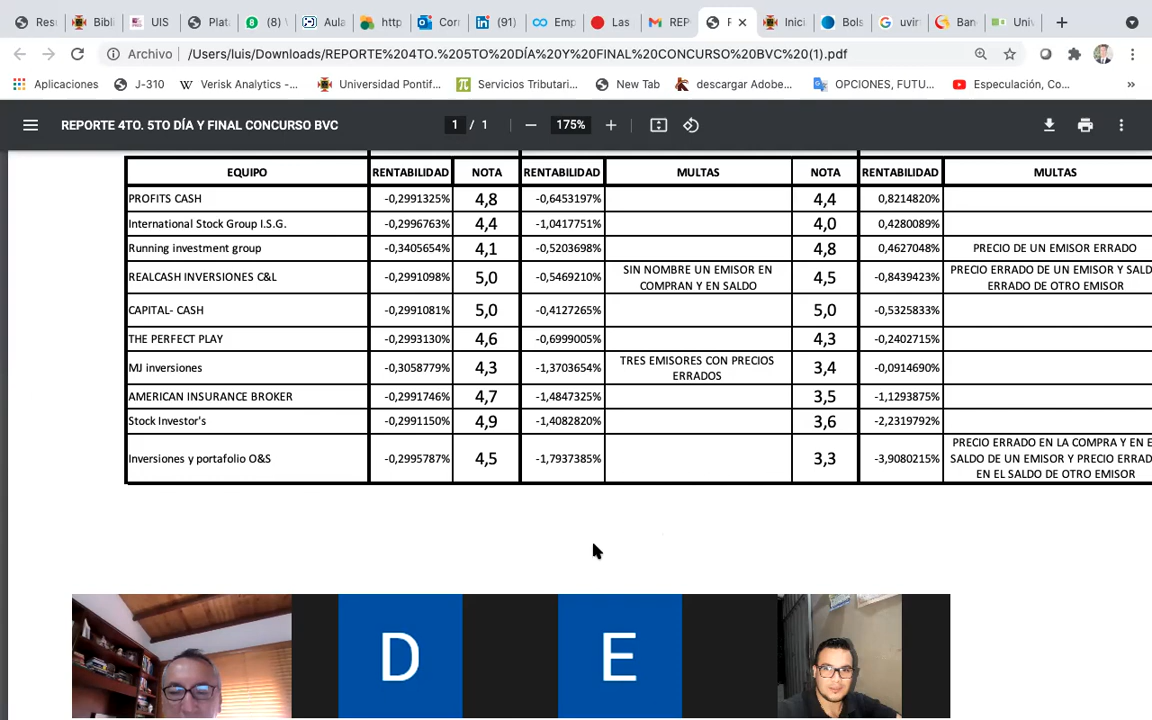 Resu
Bibli
UIS
Plat
8
(8)
Aula
http
Corr
(91)
Emp
Las
REP
Inici
Bols
uviri
Ban
Univ
Archivo
/Users/luis/Downloads/REPORTE%204TO.%205TO%20DÍA%20Y%20FINAL%20CONCURSO%20BVC%20(1).pdf
Aplicaciones
J-310
Verisk Analytics -...
Universidad Pontif...
Servicios Tributari...
New Tab
descargar Adobe...
OPCIONES, FUTU...
Especulación, Co...
»
REPORTE 4TO. 5TO DÍA Y FINAL CONCURSO BVC
1 / 1
175%
EQUIPO RENTABILIDAD NOTA RENTABILIDAD MULTAS NOTA RENTABILIDAD MULTAS
PROFITS CASH -0,2991325% 4,8 -0,6453197% 4,4 0,8214820%
International Stock Group I.S.G. -0,2996763% 4,4 -1,0417751% 4,0 0,4280089%
Running investment group -0,3405654% 4,1 -0,5203698% 4,8 0,4627048% PRECIO DE UN EMISOR ERRADO
REALCASH INVERSIONES C&L -0,2991098% 5,0 -0,5469210% SIN NOMBRE UN EMISOR EN
COMPRAN Y EN SALDO 4,5 -0,8439423% PRECIO ERRADO DE UN EMISOR Y SALD
ERRADO DE OTRO EMISOR
CAPITAL- CASH -0,2991081% 5,0 -0,4127265% 5,0 -0,5325833%
THE PERFECT PLAY -0,2993130% 4,6 -0,6999005% 4,3 -0,2402715%
MJ inversiones -0,3058779% 4,3 -1,3703654% TRES EMISORES CON PRECIOS
ERRADOS 3,4 -0,0914690%
AMERICAN INSURANCE BROKER -0,2991746% 4,7 -1,4847325% 3,5 -1,1293875%
Stock Investor's -0,2991150% 4,9 -1,4082820% 3,6 -2,2319792%
Inversiones y portafolio O&S -0,2995787% 4,5 -1,7937385% 3,3 -3,9080215% PRECIO ERRADO EN LA COMPRA Y EN E
SALDO DE UN EMISOR Y PRECIO ERRAD
EN EL SALDO DE OTRO EMISOR
D
E